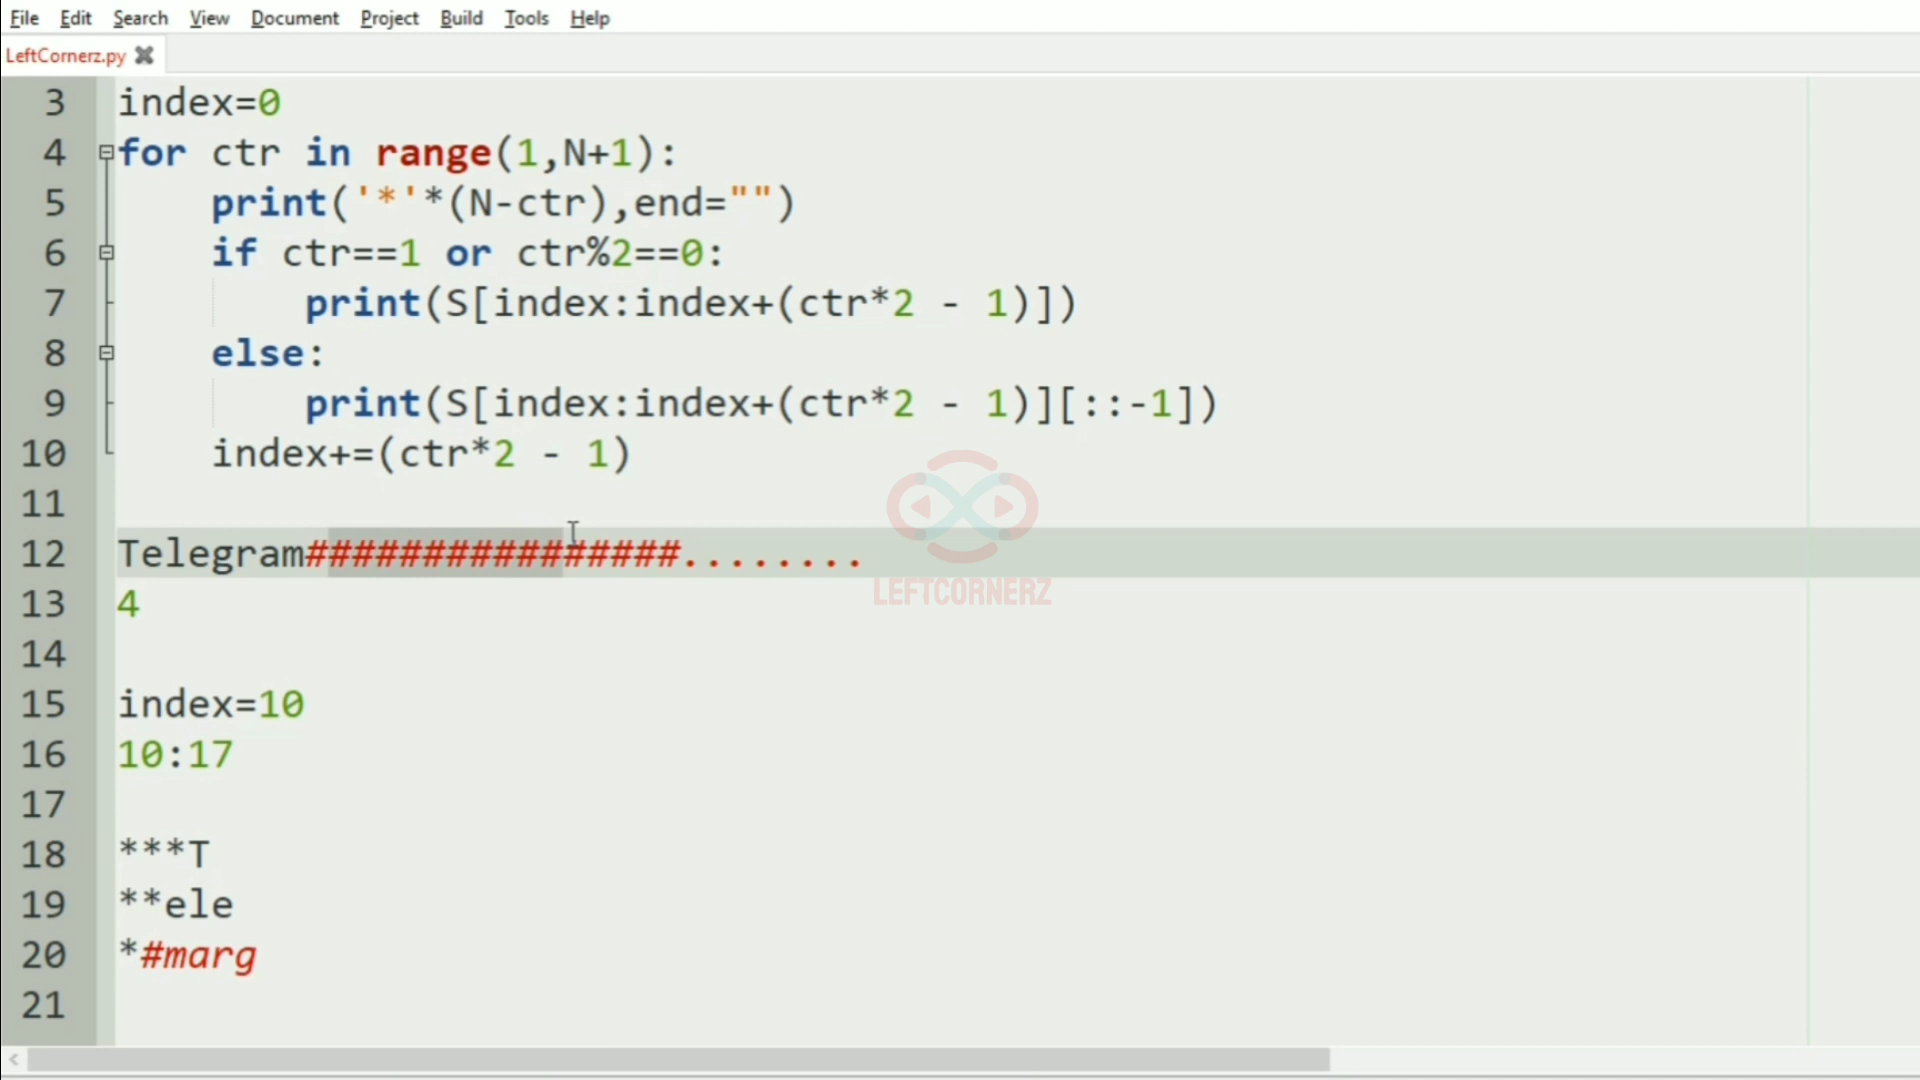 File Edit Search View Document Project Build Tools Help
LeftCornerz.py
3 index=0
4 for ctr in range(1,N+1):
5 print('*'*(N-ctr),end="")
6 if ctr==1 or ctr%2==0:
7 print(S[index:index+(ctr*2 - 1)])
8 else:
9 print(S[index:index+(ctr*2 - 1)][::-1])
10 index+=(ctr*2 - 1)
11
12 Telegram################........
13 4
14
15 index=10
16 10:17
17
18 ***T
19 **ele
20 *#marg
21
LEFTCORNERZ